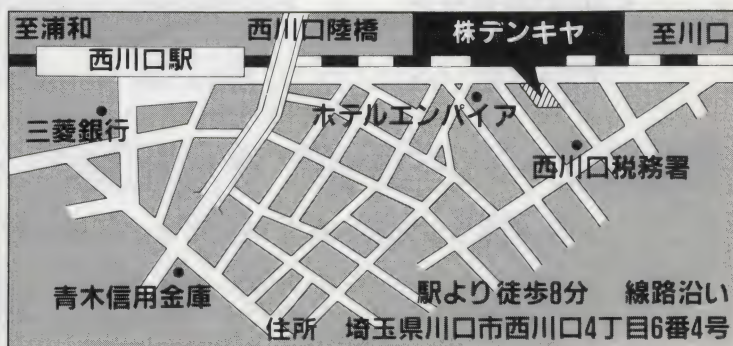 至浦和
西川口陸橋
株デンキヤ
至川口
西川口駅
三菱銀行
ホテルエンパイア
西川口税務署
青木信用金庫
駅より徒歩8分 線路沿い
住所 埼玉県川口市西川口4丁目6番4号